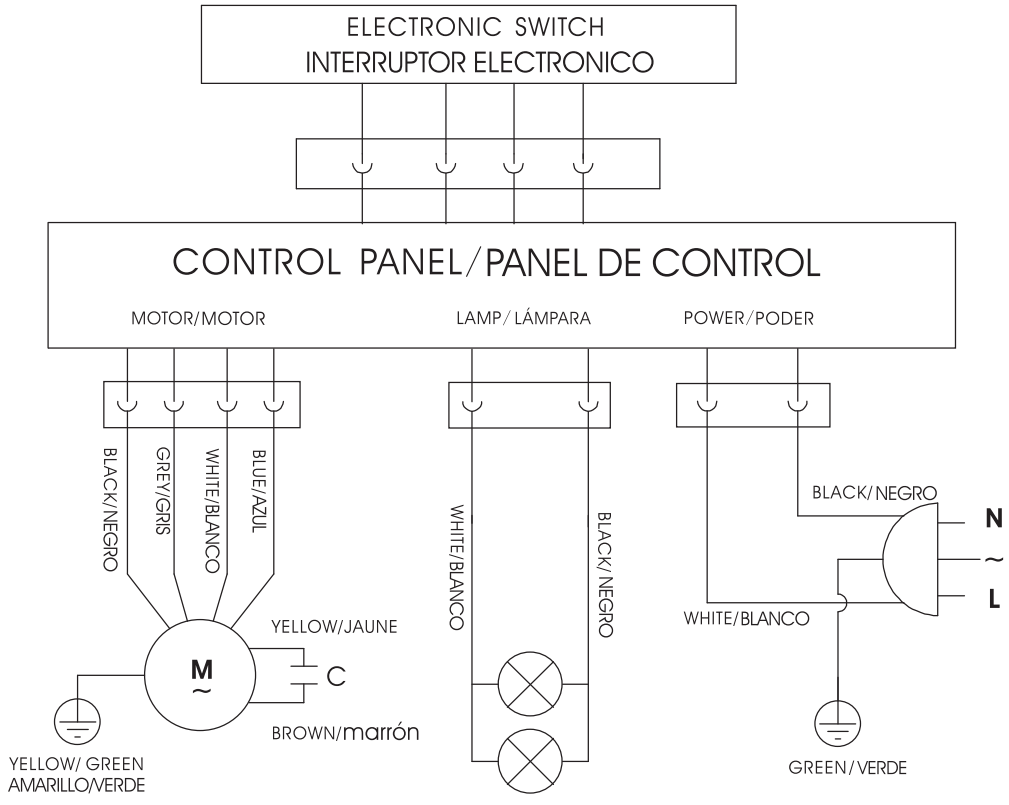 ELECTRONIC SWITCH
INTERRUPTOR ELECTRONICO
CONTROL PANEL/PANEL DE CONTROL
MOTOR/MOTOR
LAMP/LÁMPARA
POWER/PODER
BLACK/NEGRO
GREY/GRIS
WHITE/BLANCO
BLUE/AZUL
WHITE/BLANCO
BLACK/NEGRO
BLACK/NEGRO
N
~
L
WHITE/BLANCO
YELLOW/JAUNE
M
~
C
BROWN/marrón
YELLOW/ GREEN
AMARILLO/VERDE
GREEN/VERDE